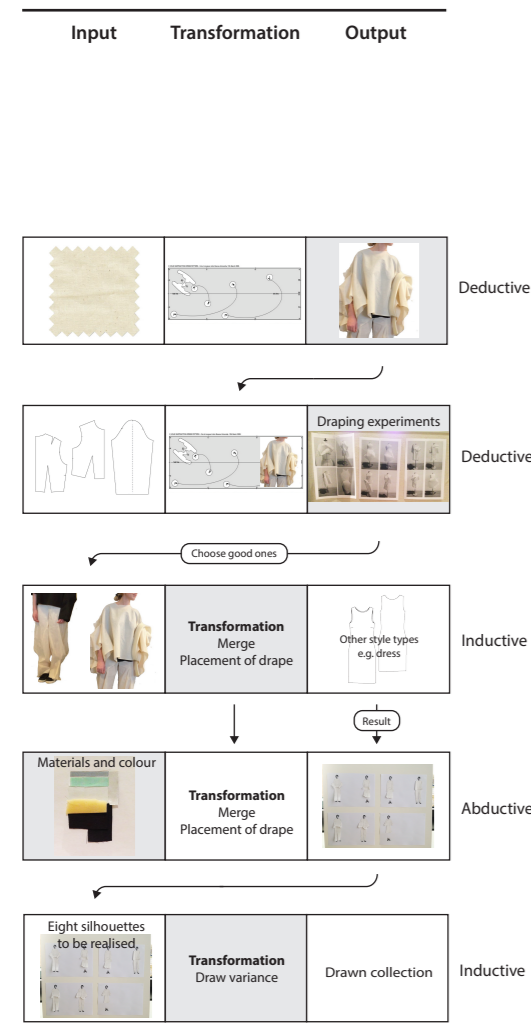 Input Transformation Output
Deductive
Draping experiments
Deductive
Choose good ones
Transformation
Merge
Placement of drape
Other style types
e.g. dress
Inductive
Result
Materials and colour
Transformation
Merge
Placement of drape
Abductive
Eight silhouettes
to be realised,
Transformation
Draw variance
Drawn collection
Inductive